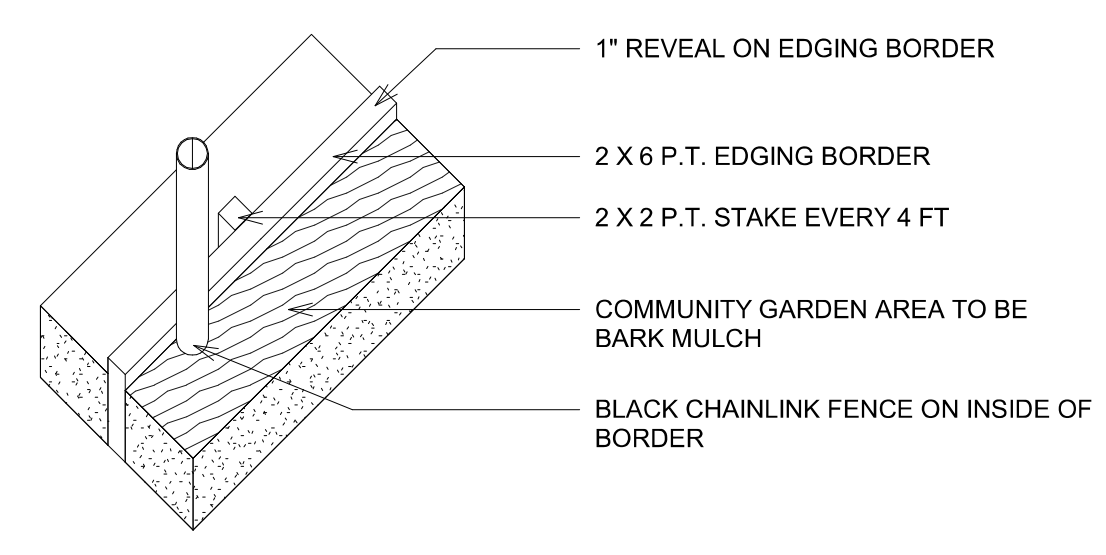 1" REVEAL ON EDGING BORDER
2 X 6 P.T. EDGING BORDER
2 X 2 P.T. STAKE EVERY 4 FT
COMMUNITY GARDEN AREA TO BE
BARK MULCH
BLACK CHAINLINK FENCE ON INSIDE OF
BORDER